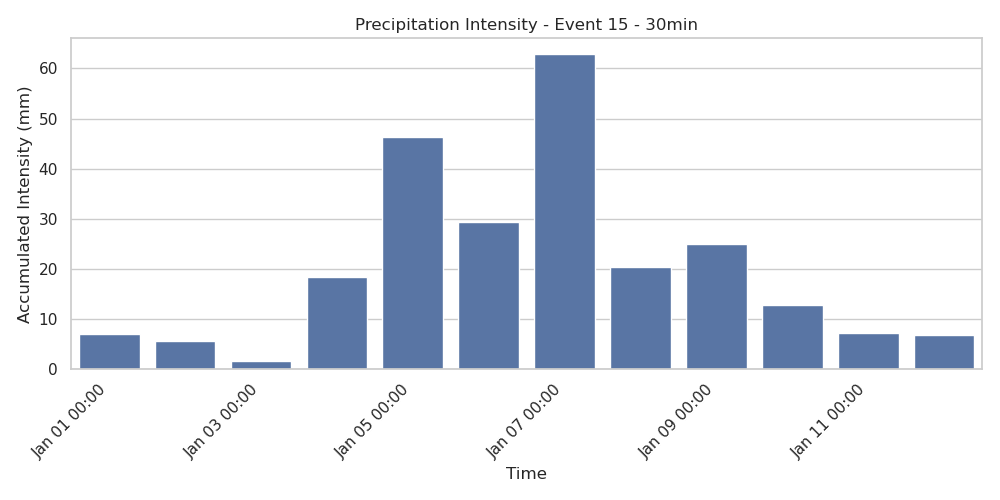 Precipitation Intensity - Event 15 - 30min
Accumulated Intensity (mm)
60
50
40
30
20
10
0
Jan 01 00:00
Jan 03 00:00
Jan 05 00:00
Jan 07 00:00
Jan 09 00:00
Jan 11 00:00
Time